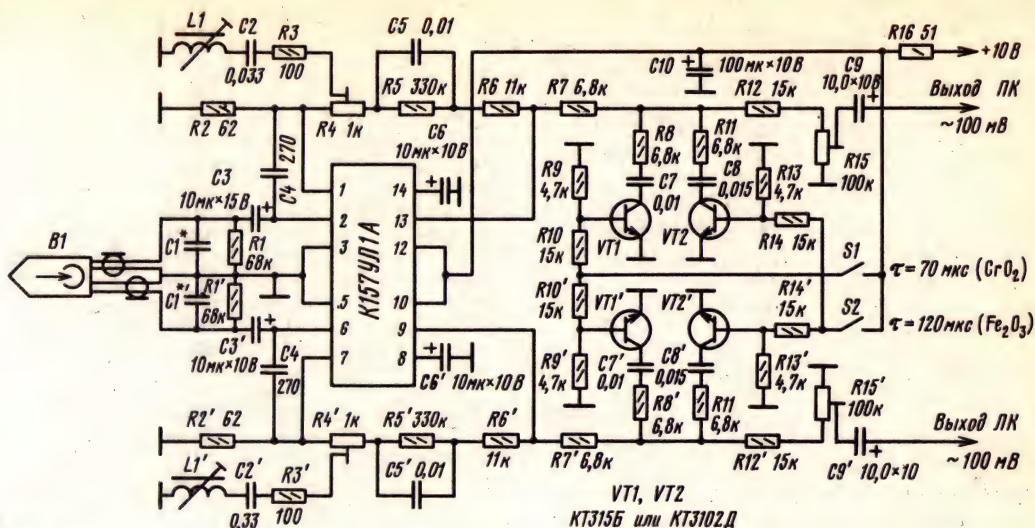 L1 C2 R3 C5 0,01 R16 51 +10В
0,033 100 C10 100мк×10В C9 10,0×10В
R5 330к R6 11к R7 6,8к R12 15к Выход ПК
R2 62 R4 1к C6 10мк×10В R8 6,8к R11 6,8к ~100 мВ
270 C4 R9 4,7к C7 0,01 C8 0,015 R13 4,7к R15 100к
C3 10мк×15В 1 14
2 13
B1 C1* R1 68к 3 12 R10 15к VT1 VT2 R14 15к
К157УЛ1А S1 τ=70 мкс (CrO₂)
C1*' R1' 68к 5 10 R10' 15к VT1' VT2' R14' 15к
S2 τ=120мкс (Fe₂O₃)
C3' 10мк×10В 6 9
C4 270 7 8 C6' 10мк×10В R9' 4,7к C7' 0,01 C8' 0,015 R13' 4,7к R15' 100к
R2' 62 R4' 1к R5' 330к R6' 11к R8' 6,8к R11 6,8к Выход ЛК
R7' 6,8к R12' 15к ~100 мВ
L1' C2' R3' C5' 0,01 C9' 10,0×10
0,33 100
VT1, VT2
КТ315Б или КТ3102Д